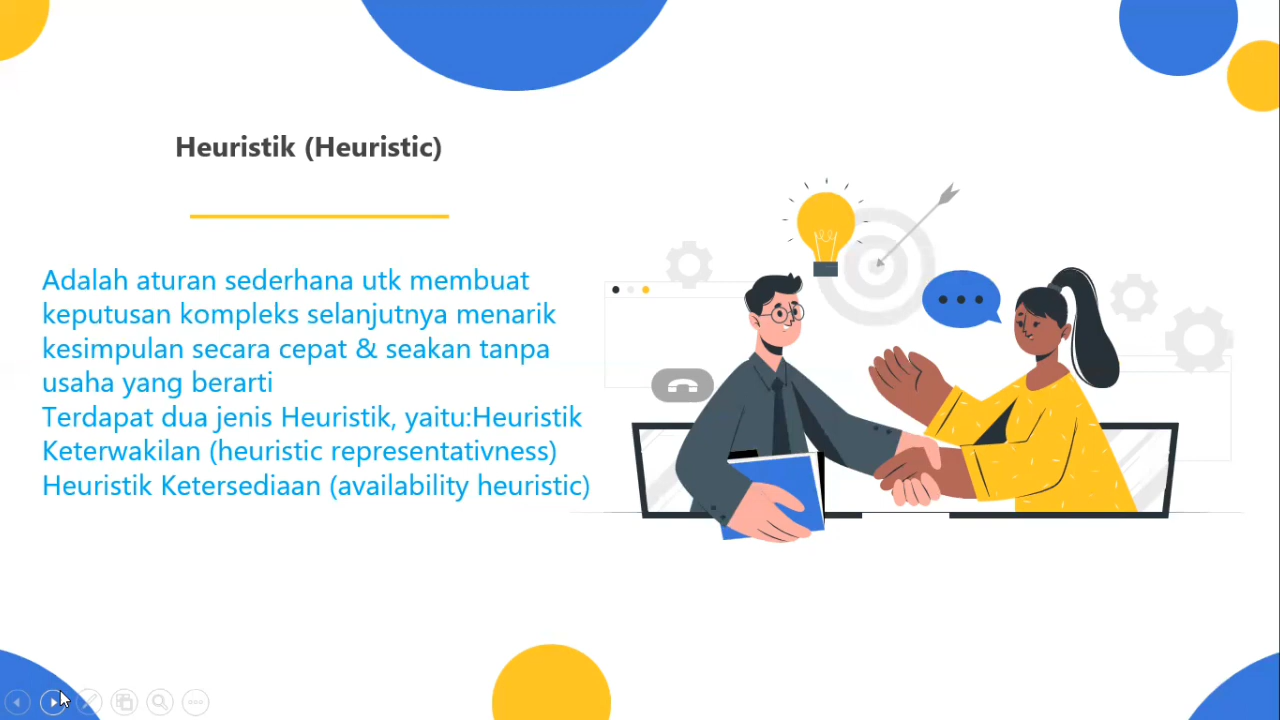 Heuristik (Heuristic)
Adalah aturan sederhana utk membuat
keputusan kompleks selanjutnya menarik
kesimpulan secara cepat & seakan tanpa
usaha yang berarti
Terdapat dua jenis Heuristik, yaitu:Heuristik
Keterwakilan (heuristic representativness)
Heuristik Ketersediaan (availability heuristic)